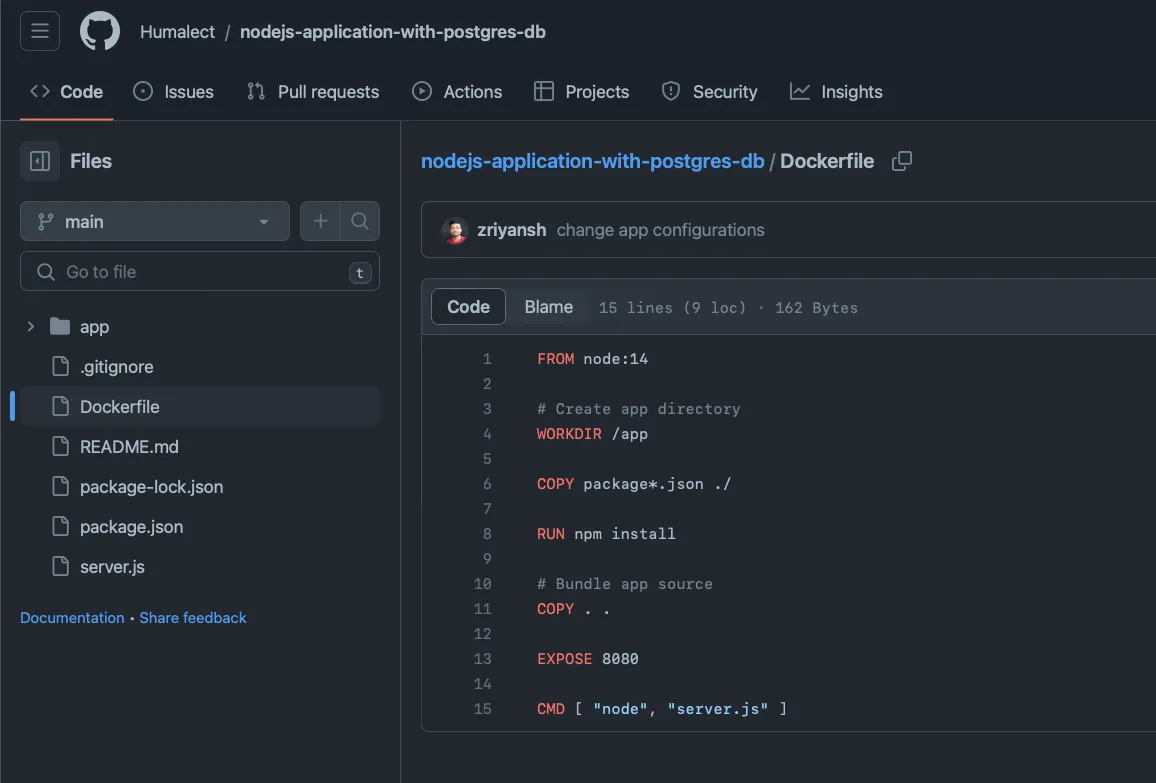 Humalect / nodejs-application-with-postgres-db
Code Issues Pull requests Actions Projects Security Insights
Files
main
Go to file t
app
.gitignore
Dockerfile
README.md
package-lock.json
package.json
server.js
Documentation • Share feedback
nodejs-application-with-postgres-db / Dockerfile
zriyansh change app configurations
Code Blame 15 lines (9 loc) · 162 Bytes
1 FROM node:14
2
3 # Create app directory
4 WORKDIR /app
5
6 COPY package*.json ./
7
8 RUN npm install
9
10 # Bundle app source
11 COPY . .
12
13 EXPOSE 8080
14
15 CMD [ "node", "server.js" ]